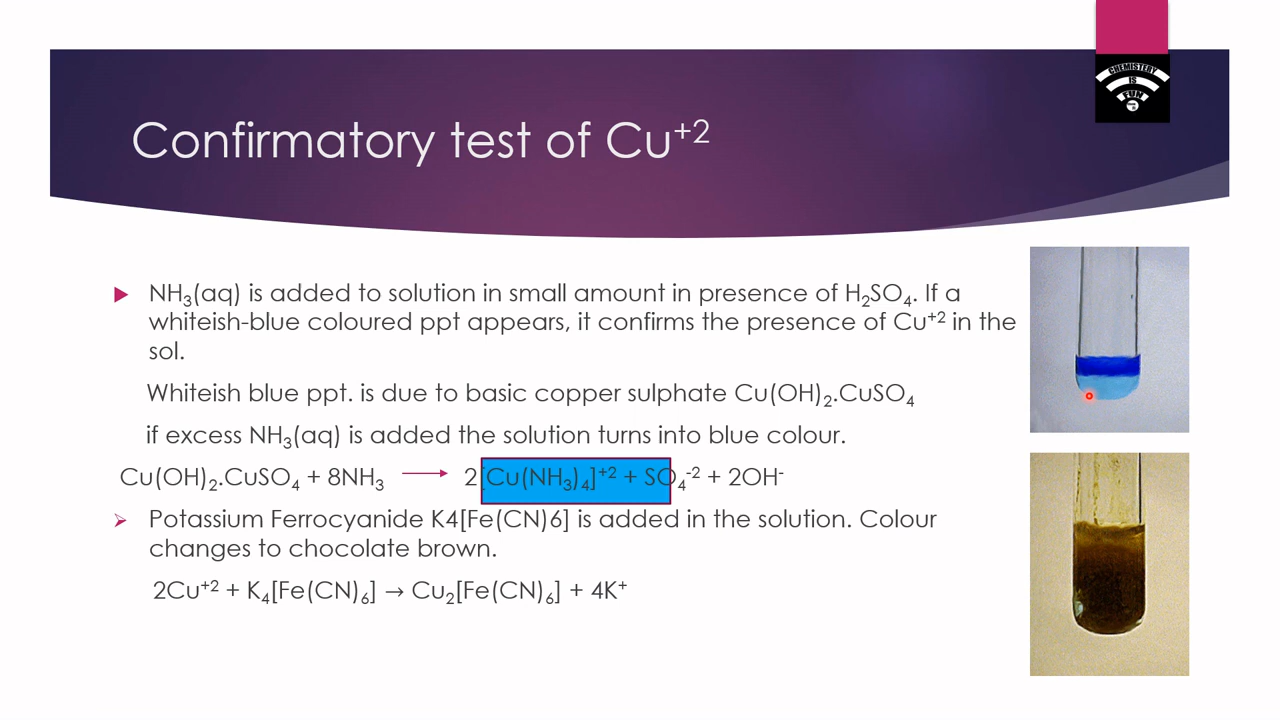 CHEMISTERY
IS
FUN
Confirmatory test of Cu⁺²
NH₃(aq) is added to solution in small amount in presence of H₂SO₄. If a
whiteish-blue coloured ppt appears, it confirms the presence of Cu⁺² in the
sol.
Whiteish blue ppt. is due to basic copper sulphate Cu(OH)₂.CuSO₄
if excess NH₃(aq) is added the solution turns into blue colour.
Cu(OH)₂.CuSO₄ + 8NH₃ ⟶ 2[Cu(NH₃)₄]⁺² + SO₄⁻² + 2OH⁻
Potassium Ferrocyanide K4[Fe(CN)6] is added in the solution. Colour
changes to chocolate brown.
2Cu⁺² + K₄[Fe(CN)₆] → Cu₂[Fe(CN)₆] + 4K⁺